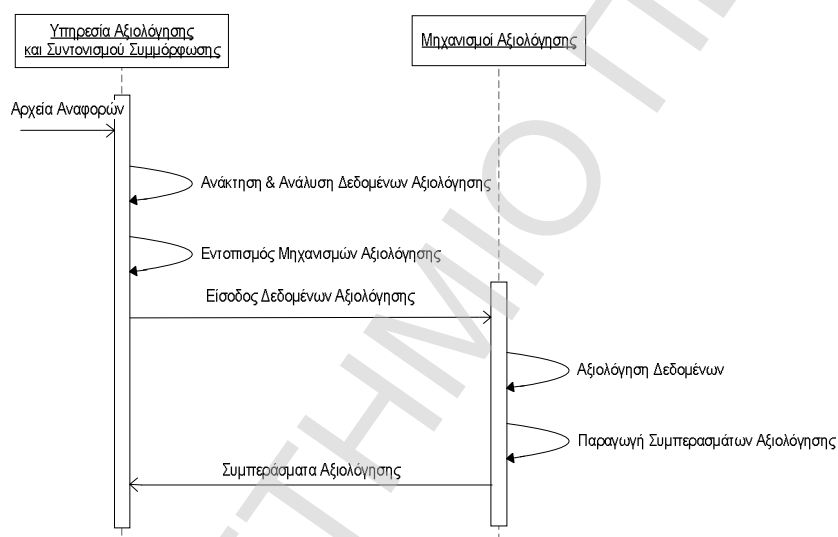 Υπηρεσία Αξιολόγησης
και Συντονισμού Συμμόρφωσης
Μηχανισμοί Αξιολόγησης
Αρχεία Αναφορών
Ανάκτηση & Ανάλυση Δεδομένων Αξιολόγησης
Εντοπισμός Μηχανισμών Αξιολόγησης
Είσοδος Δεδομένων Αξιολόγησης
Αξιολόγηση Δεδομένων
Παραγωγή Συμπερασμάτων Αξιολόγησης
Συμπεράσματα Αξιολόγησης